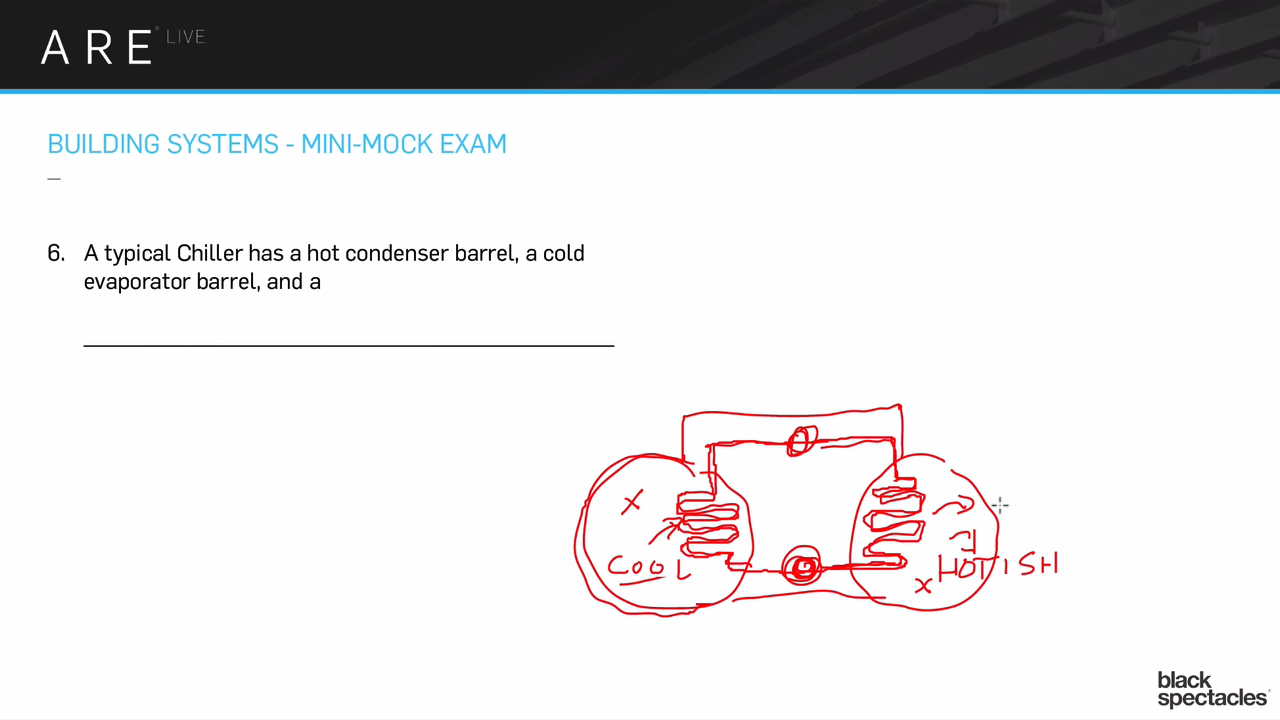 ARE LIVE
BUILDING SYSTEMS - MINI-MOCK EXAM
6. A typical Chiller has a hot condenser barrel, a cold
evaporator barrel, and a
X
COOL
HOTISH
x
black
spectacles